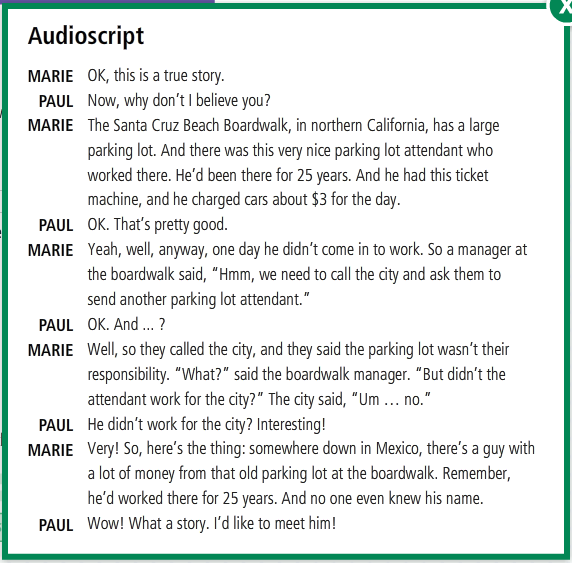 X
Audioscript
MARIE OK, this is a true story.
PAUL Now, why don't I believe you?
MARIE The Santa Cruz Beach Boardwalk, in northern California, has a large
parking lot. And there was this very nice parking lot attendant who
worked there. He'd been there for 25 years. And he had this ticket
machine, and he charged cars about $3 for the day.
PAUL OK. That's pretty good.
MARIE Yeah, well, anyway, one day he didn't come in to work. So a manager at
the boardwalk said, “Hmm, we need to call the city and ask them to
send another parking lot attendant.”
PAUL OK. And ... ?
MARIE Well, so they called the city, and they said the parking lot wasn't their
responsibility. “What?” said the boardwalk manager. “But didn't the
attendant work for the city?” The city said, “Um … no.”
PAUL He didn't work for the city? Interesting!
MARIE Very! So, here's the thing: somewhere down in Mexico, there's a guy with
a lot of money from that old parking lot at the boardwalk. Remember,
he'd worked there for 25 years. And no one even knew his name.
PAUL Wow! What a story. I'd like to meet him!